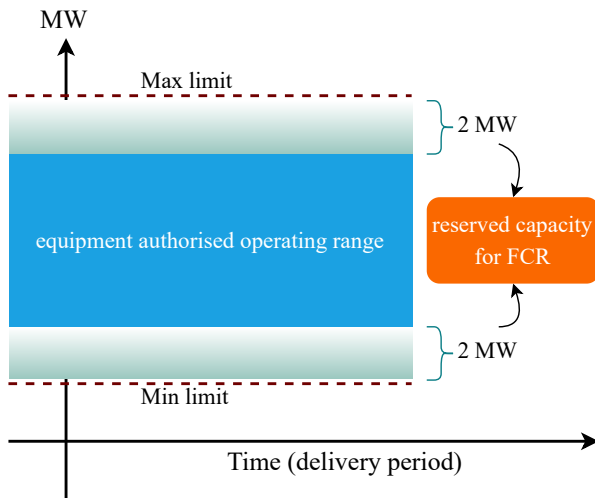 MW
Max limit
2 MW
equipment authorised operating range
reserved capacity
for FCR
2 MW
Min limit
Time (delivery period)